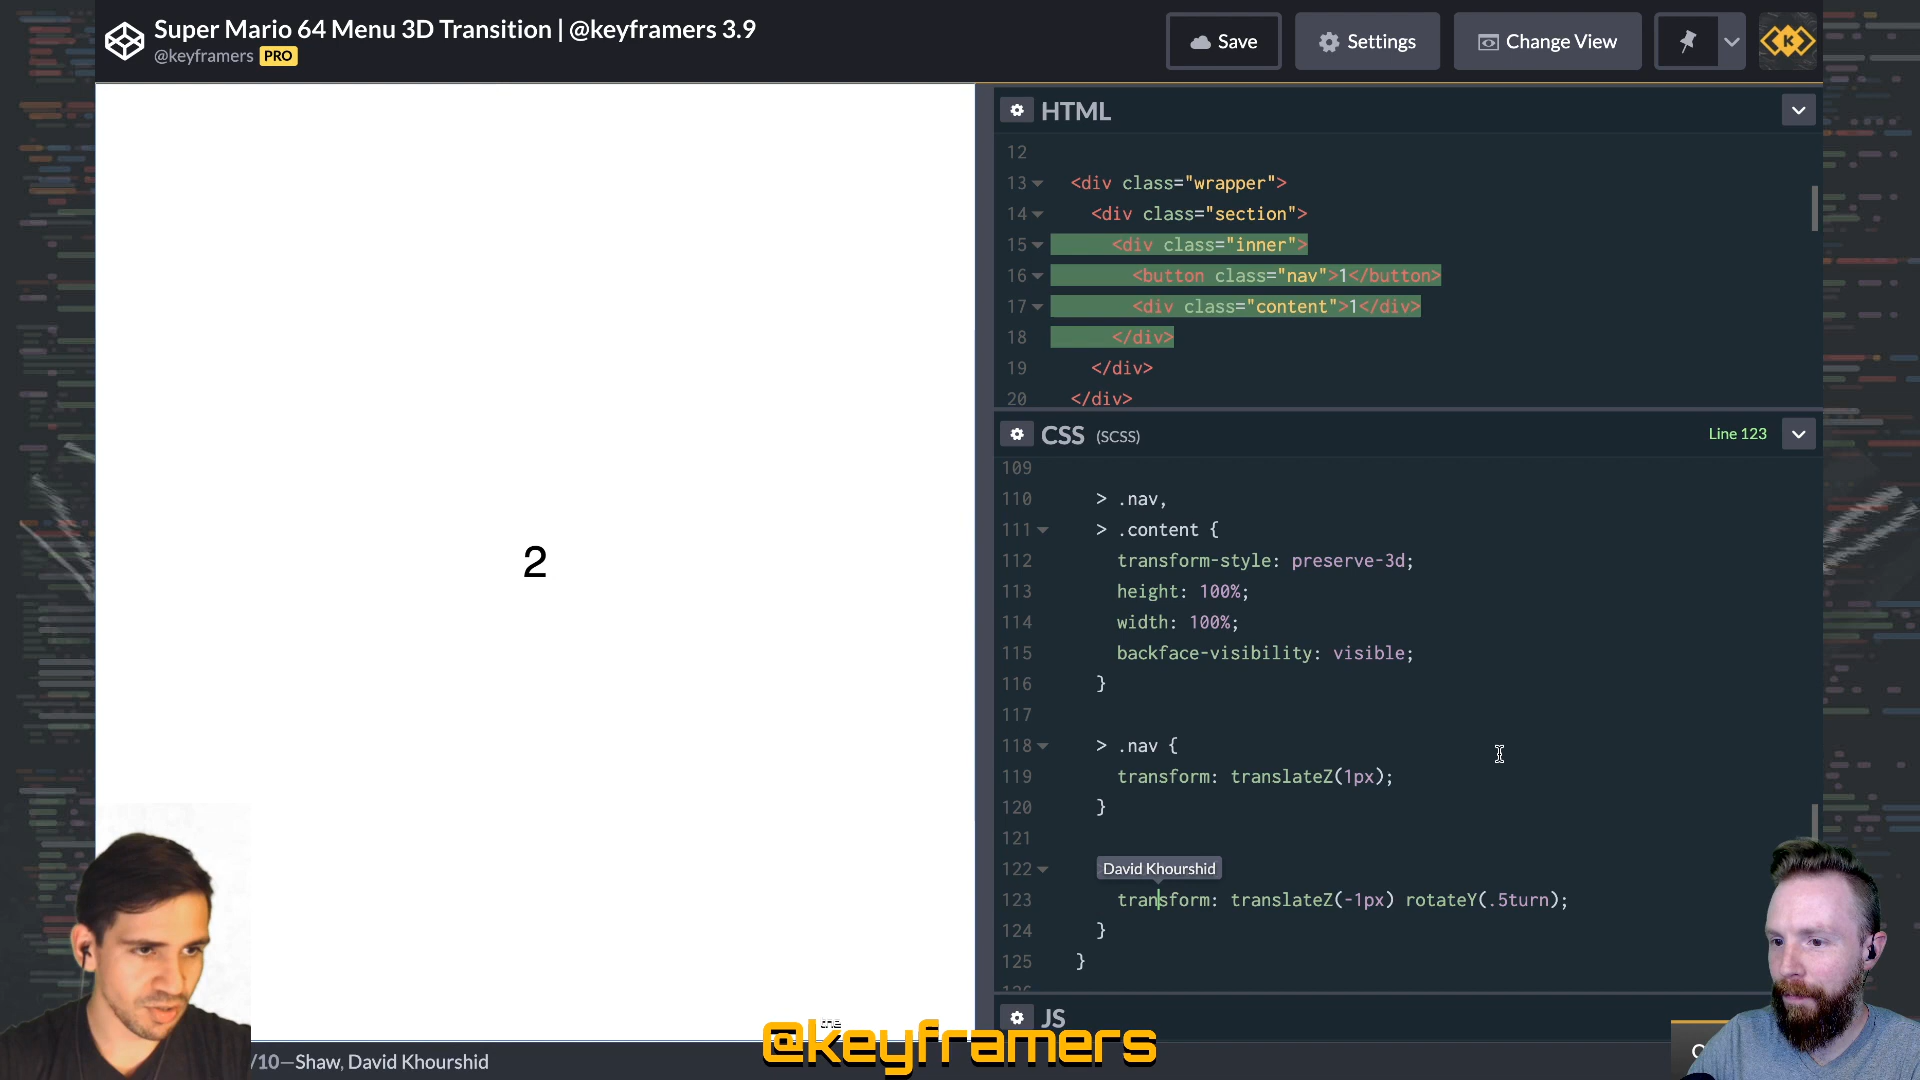 Super Mario 64 Menu 3D Transition | @keyframers 3.9
@keyframers PRO
Save
Settings
Change View
K
HTML
12
13 <div class="wrapper">
14 <div class="section">
15 <div class="inner">
16 <button class="nav">1</button>
17 <div class="content">1</div>
18 </div>
19 </div>
20 </div>
2
CSS (SCSS)
Line 123
109
110 > .nav,
111 > .content {
112 transform-style: preserve-3d;
113 height: 100%;
114 width: 100%;
115 backface-visibility: visible;
116 }
117
118 > .nav {
119 transform: translateZ(1px);
120 }
121
122 David Khourshid
123 transform: translateZ(-1px) rotateY(.5turn);
124 }
125 }
JS
the
@keyframers
/10—Shaw, David Khourshid